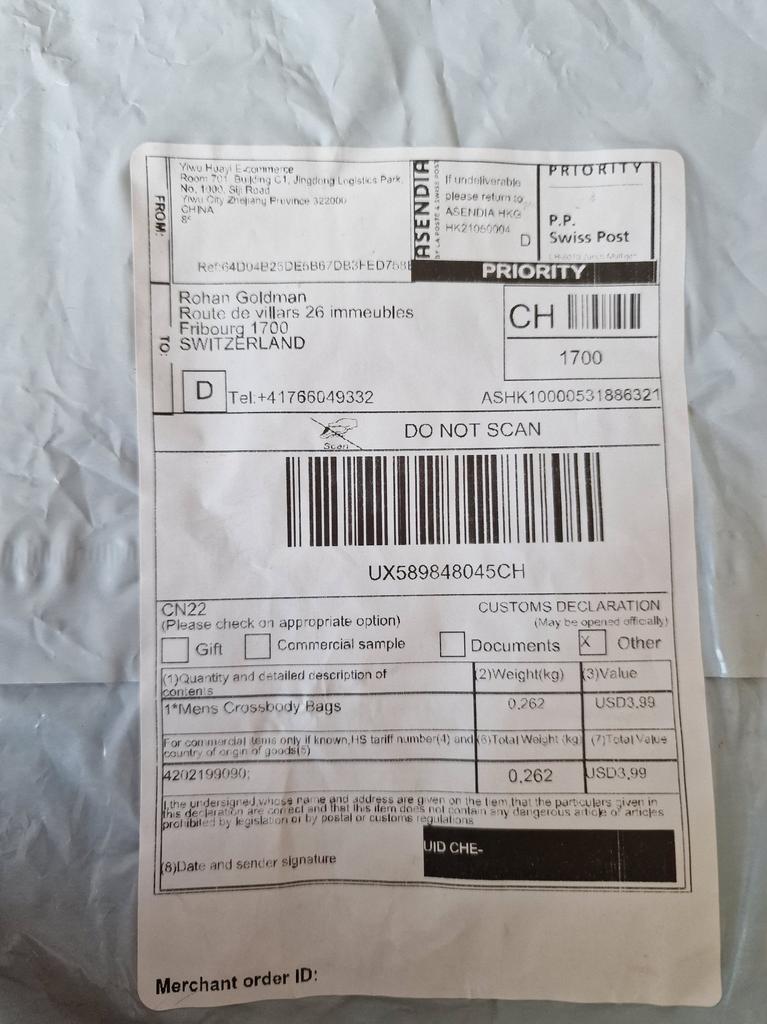 FROM:
Yiwu Huayi E-commerce
Room 701, Building C1, Jingdong Logistics Park,
No. 1000, Siji Road
Yiwu City Zhejiang Province 322000
CHINA
ASENDIA
BY LA POSTE & SWISS POST
If undeliverable
please return to
ASENDIA HKG
HK21050004
D
PRIORITY
P.P.
Swiss Post
PRIORITY
TO:
Rohan Goldman
Route de villars 26 immeubles
Fribourg 1700
SWITZERLAND
CH
1700
D
Tel:+41766049332
ASHK10000531886321
Scan
DO NOT SCAN
UX589848045CH
CN22
CUSTOMS DECLARATION
(Please check on appropriate option)
(May be opened officially)
Gift
Commercial sample
Documents
X
Other
(1)Quantity and detailed description of
contents
(2)Weight(kg)
(3)Value
1*Mens Crossbody Bags
0.262
USD3.99
For commercial items only if known,HS tariff number(4) and
country of origin of goods(5)
(6)Total Weight (kg)
(7)Total Value
4202199090;
0.262
USD3.99
I,the undersigned,whose name and address are given on the item,that the particulars given in
this declaration are correct and that this item does not contain any dangerous article or articles
prohibited by legislation or by postal or customs regulations
UID CHE-
(8)Date and sender signature
Merchant order ID: